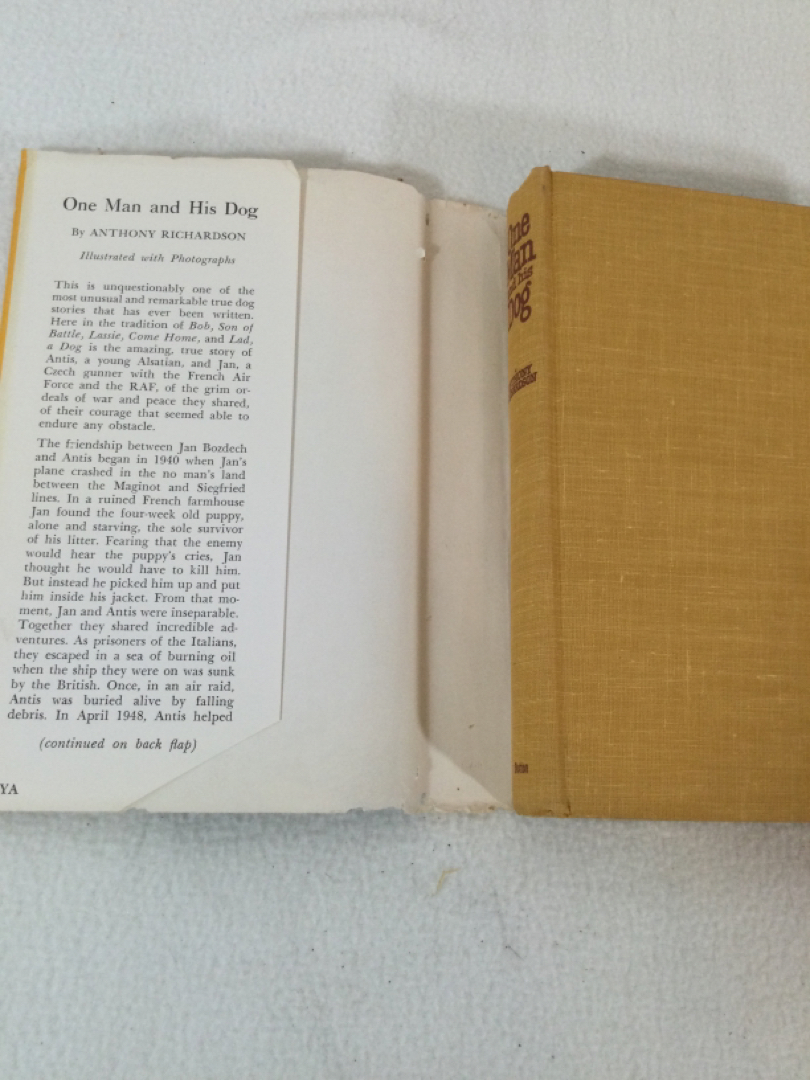 One Man and His Dog
By ANTHONY RICHARDSON
Illustrated with Photographs
This is unquestionably one of the
most unusual and remarkable true dog
stories that has ever been written.
Here in the tradition of Bob, Son of
Battle, Lassie, Come Home, and Lad,
a Dog is the amazing, true story of
Antis, a young Alsatian, and Jan, a
Czech gunner with the French Air
Force and the RAF, of the grim or-
deals of war and peace they shared,
of their courage that seemed able to
endure any obstacle.
The friendship between Jan Bozdech
and Antis began in 1940 when Jan's
plane crashed in the no man's land
between the Maginot and Siegfried
lines. In a ruined French farmhouse
Jan found the four-week old puppy,
alone and starving, the sole survivor
of his litter. Fearing that the enemy
would hear the puppy's cries, Jan
thought he would have to kill him.
But instead he picked him up and put
him inside his jacket. From that mo-
ment, Jan and Antis were inseparable.
Together they shared incredible ad-
ventures. As prisoners of the Italians,
they escaped in a sea of burning oil
when the ship they were on was sunk
by the British. Once, in an air raid,
Antis was buried alive by falling
debris. In April 1948, Antis helped
(continued on back flap)
YA
One
Man
and his
Dog